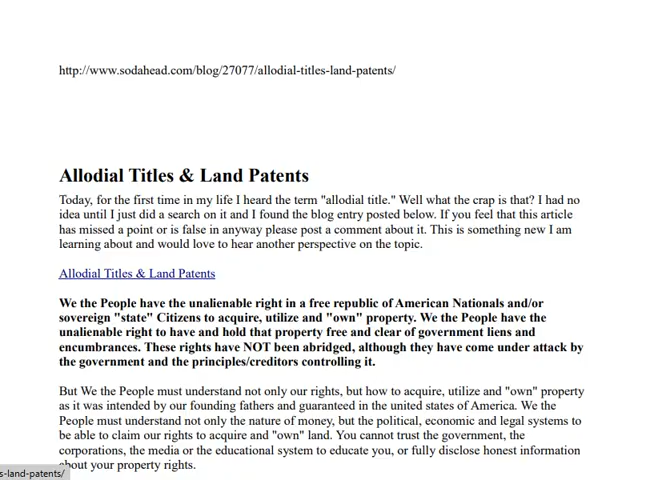 http://www.sodahead.com/blog/27077/allodial-titles-land-patents/
Allodial Titles & Land Patents
Today, for the first time in my life I heard the term "allodial title." Well what the crap is that? I had no
idea until I just did a search on it and I found the blog entry posted below. If you feel that this article
has missed a point or is false in anyway please post a comment about it. This is something new I am
learning about and would love to hear another perspective on the topic.
Allodial Titles & Land Patents
We the People have the unalienable right in a free republic of American Nationals and/or
sovereign "state" Citizens to acquire, utilize and "own" property. We the People have the
unalienable right to have and hold that property free and clear of government liens and
encumbrances. These rights have NOT been abridged, although they have come under attack by
the government and the principles/creditors controlling it.
But We the People must understand not only our rights, but how to acquire, utilize and "own" property
as it was intended by our founding fathers and guaranteed in the united states of America. We the
People must understand not only the nature of money, but the political, economic and legal systems to
be able to claim our rights to acquire and "own" land. You cannot trust the government, the
corporations, the media or the educational system to educate you, or fully disclose honest information
about your property rights.
s-land-patents/